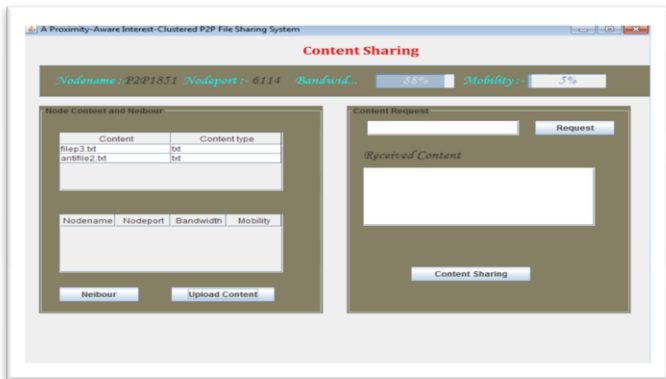 A Proximity-Aware Interest-Clustered P2P File Sharing System
Content Sharing
Nodename :-P2P1851 Nodeport :- 6114 Bandwid... 88% Mobility :- 5%
Node Content and Neibour
Content Content type
filep3.txt txt
antifile2.txt txt
Nodename Nodeport Bandwidth Mobility
Neibour Upload Content
Content Request
Request
Received Content
Content Sharing